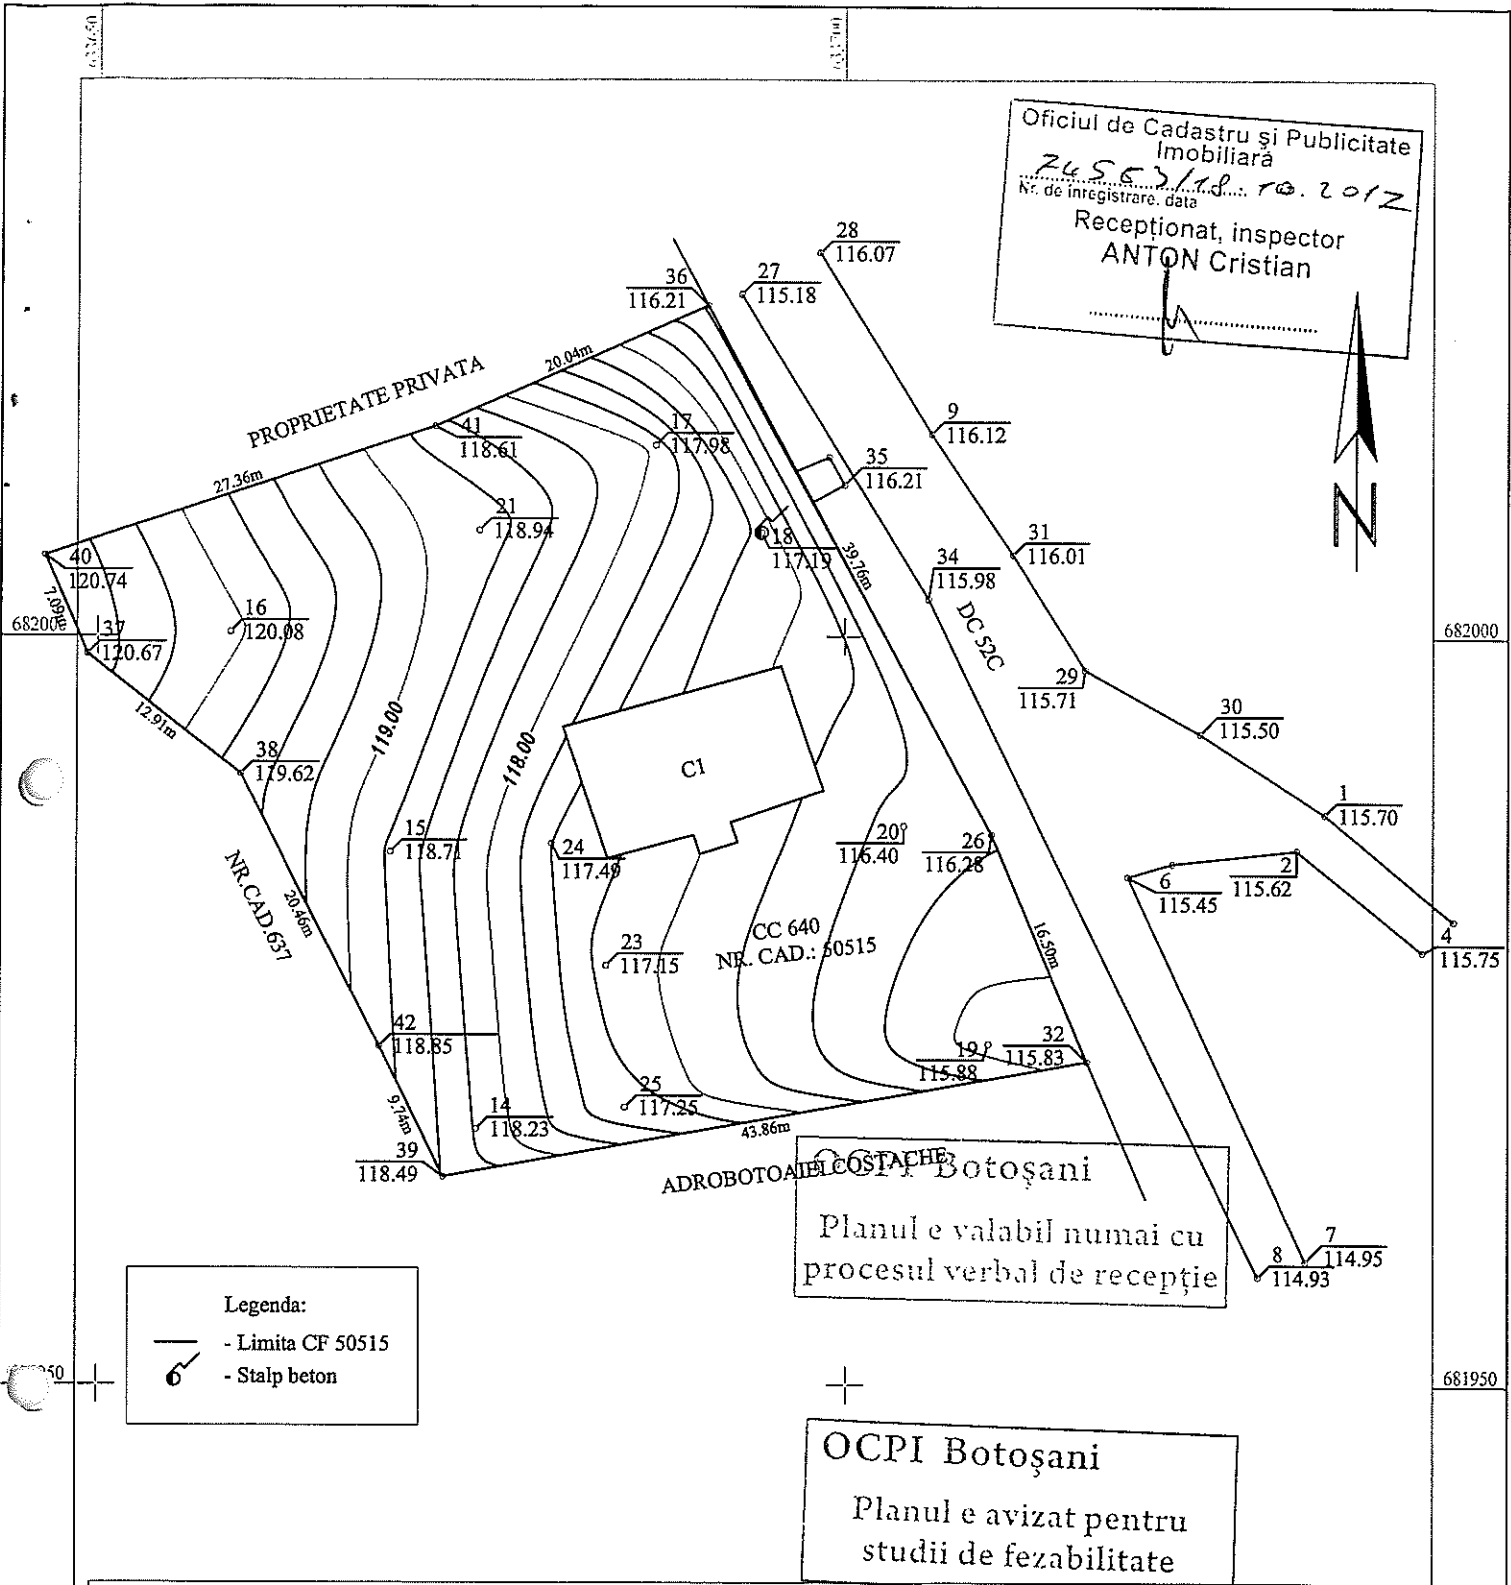 Oficiul de Cadastru și Publicitate
Imobiliară
Nr. de înregistrare. data
Recepționat, inspector
ANTON Cristian
28
116.07
27
115.18
36
116.21
20.04m
PROPRIETATE PRIVATA
41
118.61
17
117.98
9
116.12
35
116.21
27.36m
21
118.94
18
117.19
31
116.01
39.76m
34
115.98
40
120.74
7.09m
16
120.08
37
120.67
682000
DC 52C
29
115.71
30
115.50
12.91m
119.00
118.00
38
119.62
C1
1
115.70
15
118.71
24
117.49
20
116.40
26
116.28
2
115.62
6
115.45
NR.CAD.637
20.46m
CC 640
NR. CAD.: 50515
23
117.15
16.50m
4
115.75
42
118.85
19
115.88
32
115.83
9.74m
14
118.23
25
117.25
43.86m
39
118.49
ADROBOTOAIEI COSTACHE
OCPI Botoșani
Planul e valabil numai cu
procesul verbal de recepție
7
114.95
8
114.93
Legenda:
- Limita CF 50515
- Stalp beton
681950
OCPI Botoșani
Planul e avizat pentru
studii de fezabilitate
N